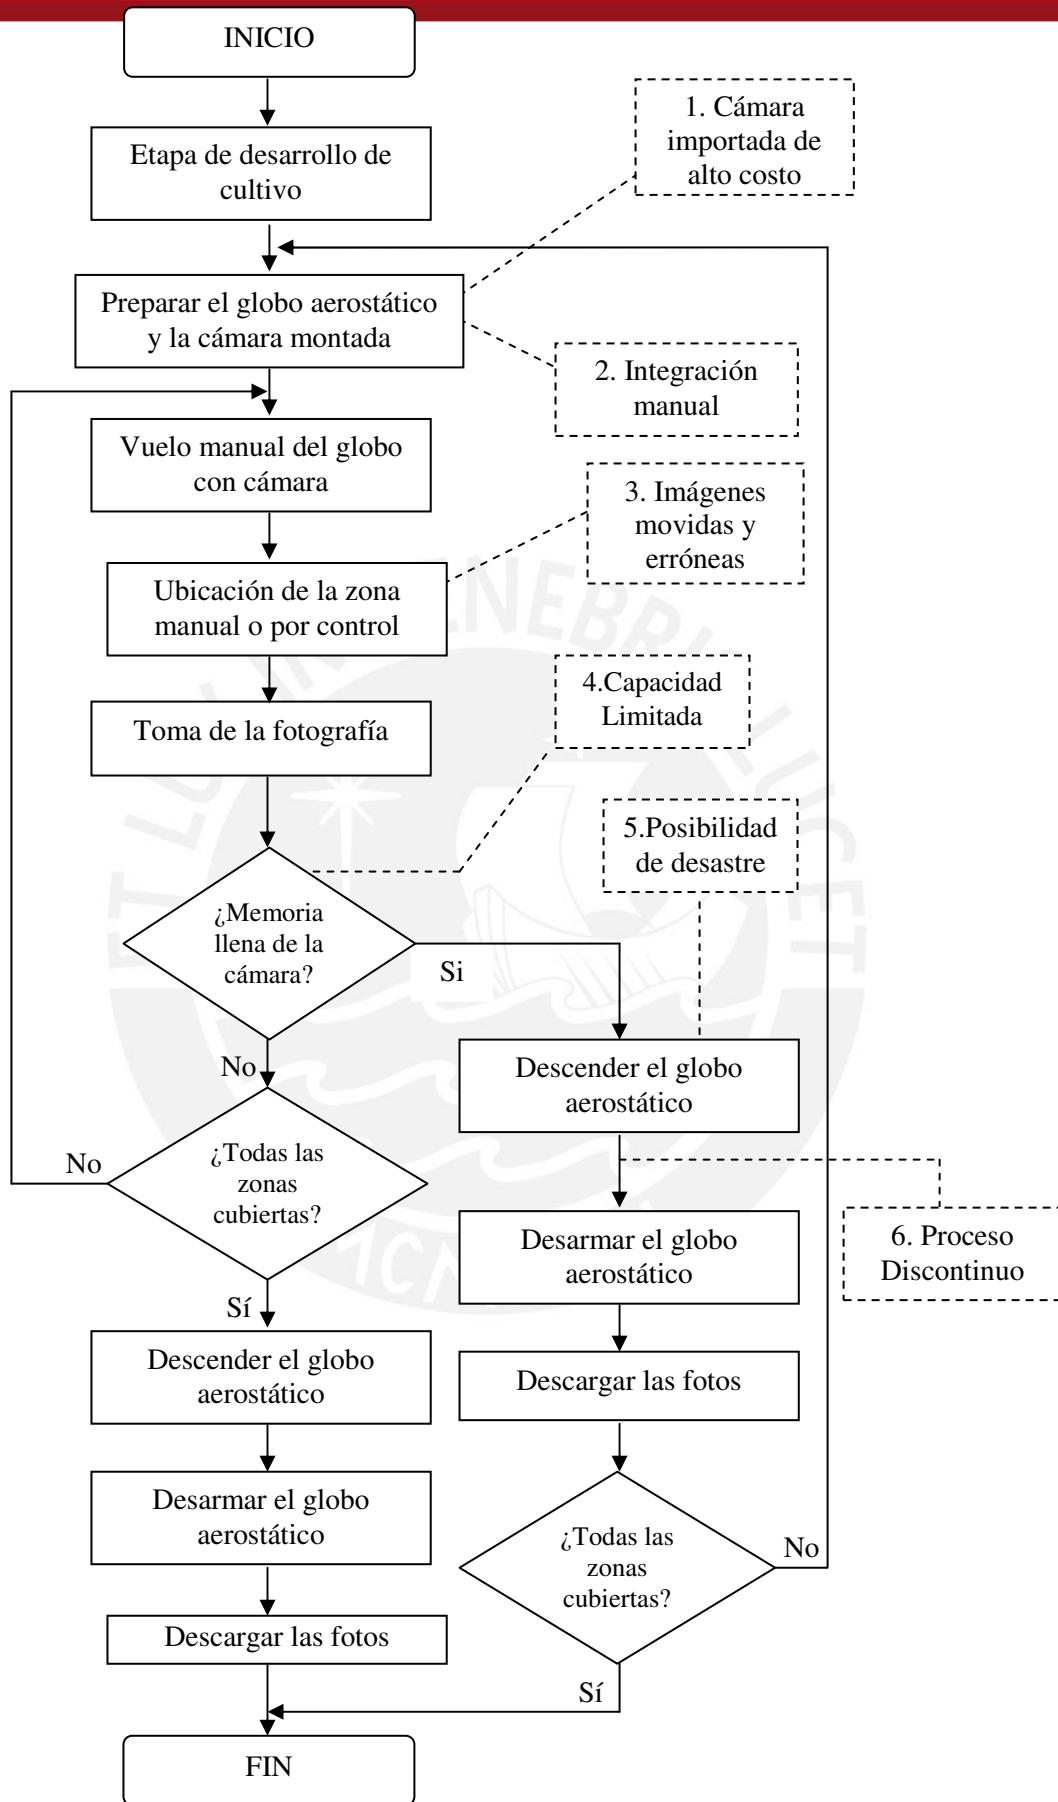 INICIO
1. Cámara
importada de
alto costo
Etapa de desarrollo de
cultivo
Preparar el globo aerostático
y la cámara montada
2. Integración
manual
Vuelo manual del globo
con cámara
3. Imágenes
movidas y
erróneas
Ubicación de la zona
manual o por control
4.Capacidad
Limitada
Toma de la fotografía
5.Posibilidad
de desastre
¿Memoria
llena de la
cámara?
Si
No
Descender el globo
aerostático
¿Todas las
zonas
cubiertas?
No
6. Proceso
Discontinuo
Desarmar el globo
aerostático
Sí
Descender el globo
aerostático
Descargar las fotos
Desarmar el globo
aerostático
¿Todas las
zonas
cubiertas?
No
Descargar las fotos
Sí
FIN
ET LUX IN TENEBRIS LUCET